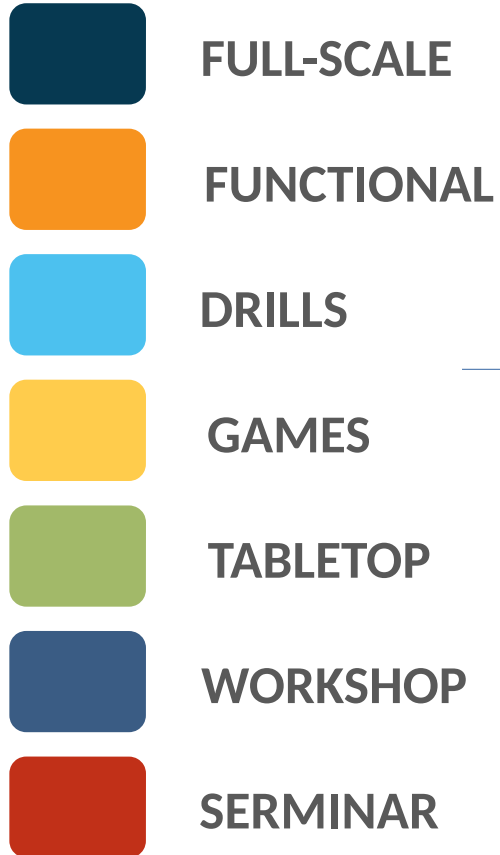 FULL-SCALE
FUNCTIONAL
DRILLS
GAMES
TABLETOP
WORKSHOP
SERMINAR